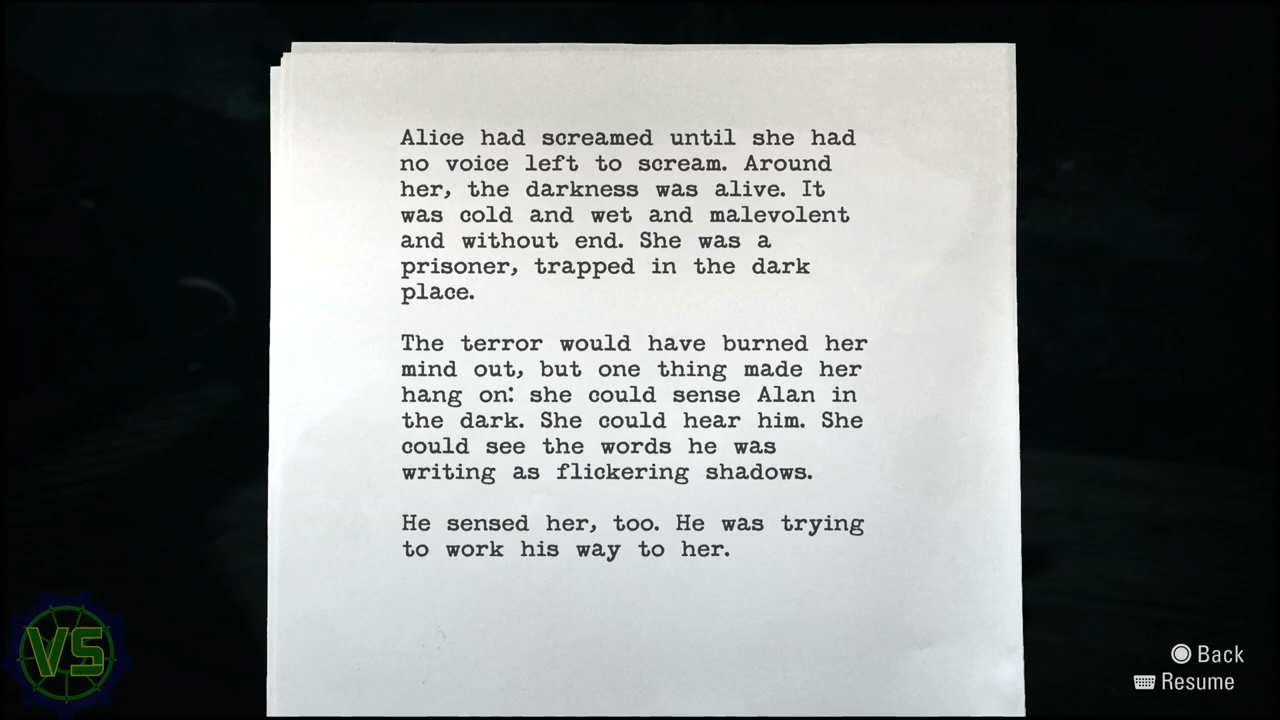 Alice had screamed until she had
no voice left to scream. Around
her, the darkness was alive. It
was cold and wet and malevolent
and without end. She was a
prisoner, trapped in the dark
place.
The terror would have burned her
mind out, but one thing made her
hang on: she could sense Alan in
the dark. She could hear him. She
could see the words he was
writing as flickering shadows.
He sensed her, too. He was trying
to work his way to her.
VS
Back
Resume